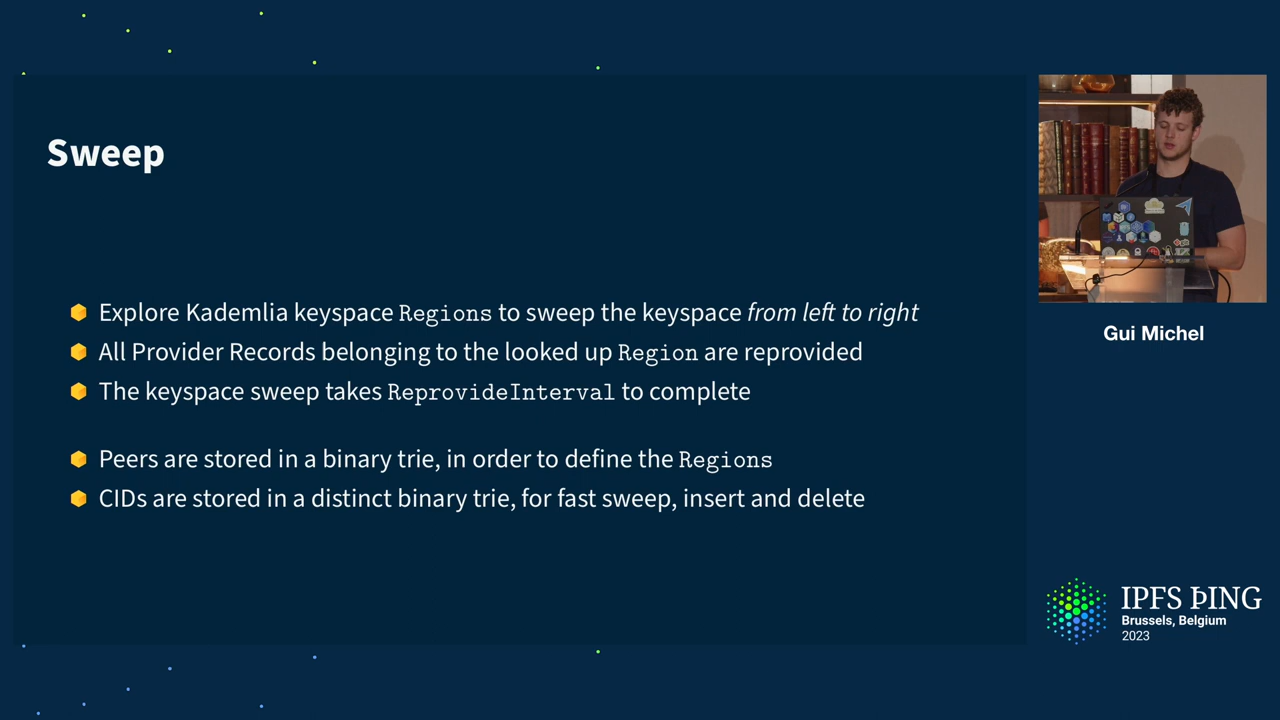 Sweep
Explore Kademlia keyspace Regions to sweep the keyspace from left to right
All Provider Records belonging to the looked up Region are reprovided
The keyspace sweep takes ReprovideInterval to complete
Peers are stored in a binary trie, in order to define the Regions
CIDs are stored in a distinct binary trie, for fast sweep, insert and delete
Gui Michel
IPFS ÞING
Brussels, Belgium
2023